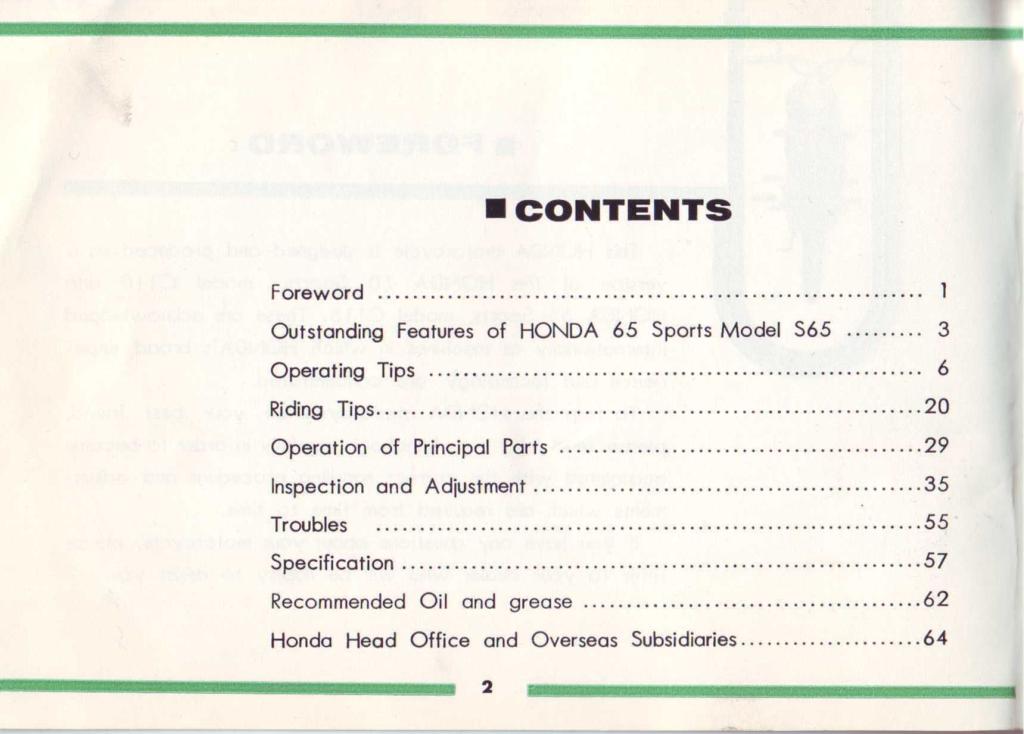 ■ CONTENTS
Foreword ........................................................................ 1
Outstanding Features of HONDA 65 Sports Model S65 ......... 3
Operating Tips .................................................................. 6
Riding Tips.........................................................................20
Operation of Principal Parts ................................................29
Inspection and Adjustment ...................................................35
Troubles ........................................................................55
Specification .....................................................................57
Recommended Oil and grease .............................................62
Honda Head Office and Overseas Subsidiaries.....................64
2